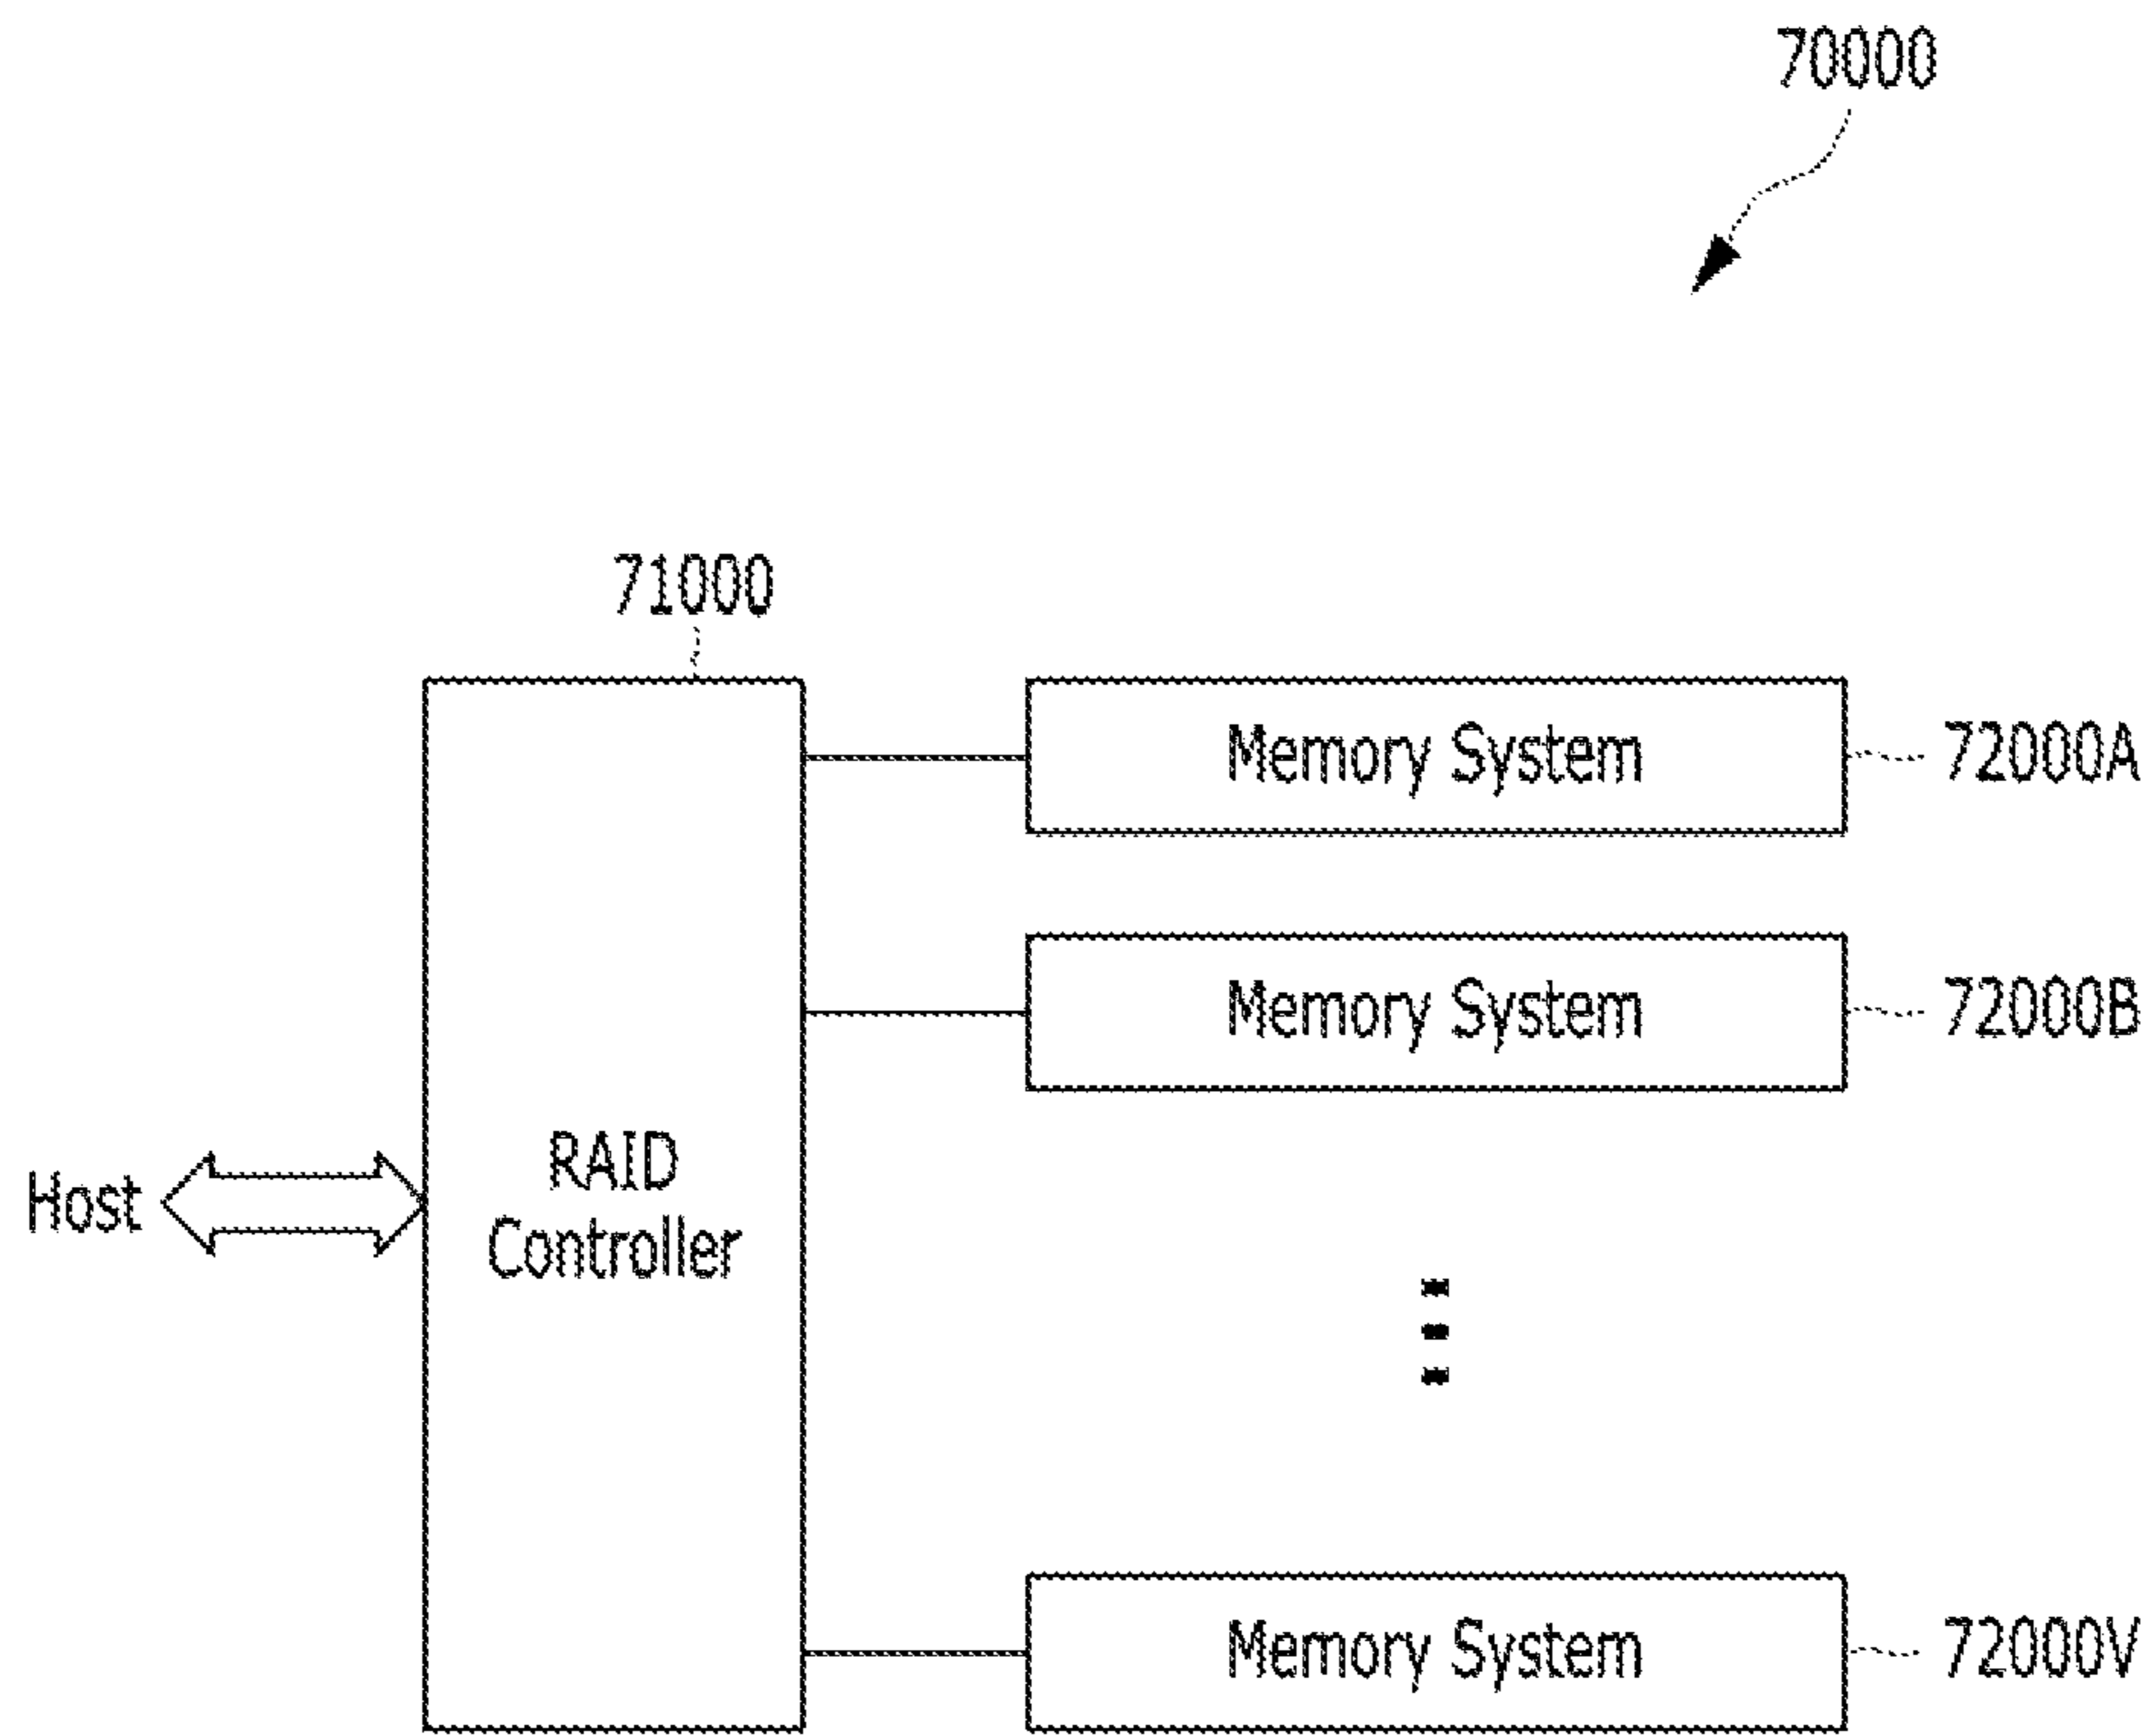 70000
71000
Memory System 72000A
Memory System 72000B
Host
RAID
Controller
Memory System 72000V